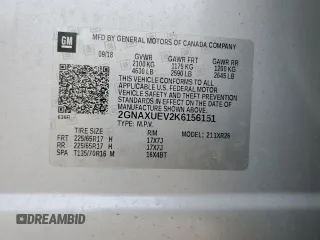 GM
MFD BY GENERAL MOTORS OF CANADA COMPANY
09/18
GVWR GAWR FRT GAWR RR
2100 KG 1175 KG 1200 KG
4630 LB 2590 LB 2645 LB
THIS VEHICLE CONFORMS TO ALL
APPLICABLE U.S. FEDERAL MOTOR
VEHICLE SAFETY AND THEFT
PREVENTION STANDARDS IN EFFECT
ON THE DATE OF MANUFACTURE
SHOWN ABOVE.
2GNAXUEV2K6156151
TYPE: M.P.V. MODEL: 211XR26
TIRE SIZE RIM
FRT 225/65R17 H 17X7J
RR 225/65R17 H 17X7J
SPA T135/70R16 M 16X4BT
DREAMBID DREAMBID